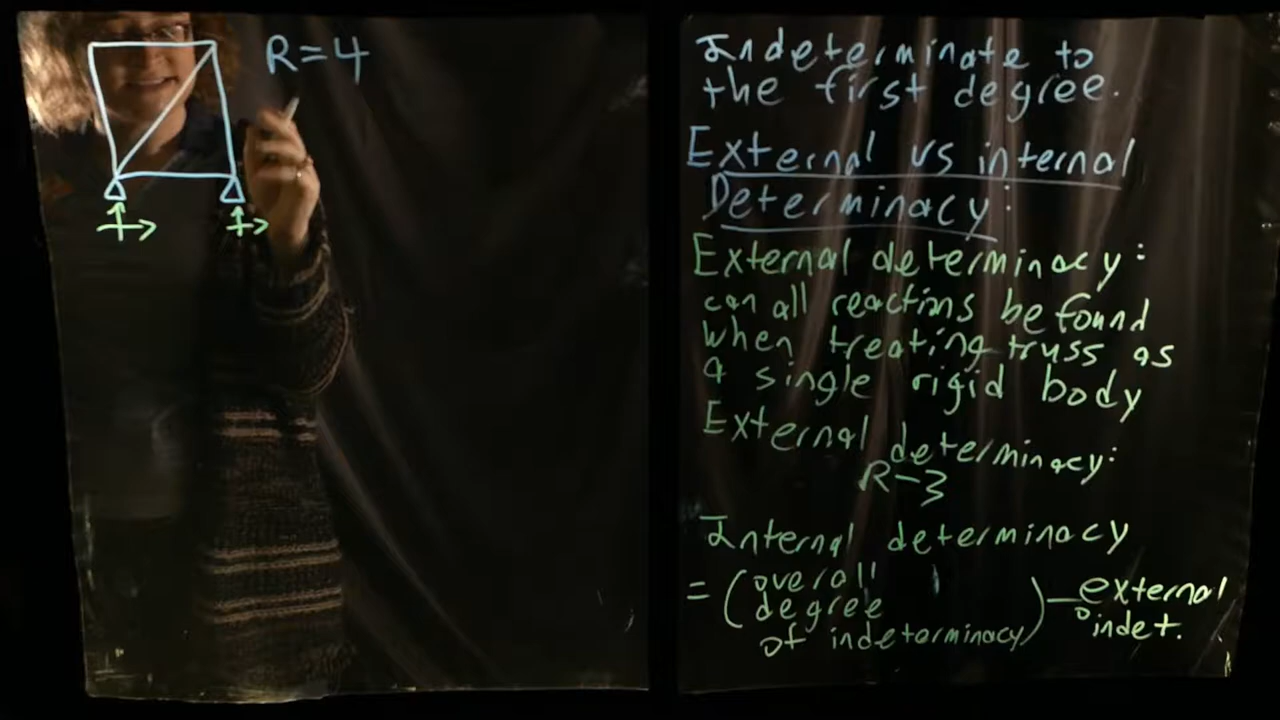 R=4
Indeterminate to
the first degree.
External vs internal
Determinacy:
External determinacy:
can all reactions be found
when treating truss as
a single rigid body
External determinacy:
R-3
Internal determinacy
= (overall
degree
of indeterminacy) - external
indet.